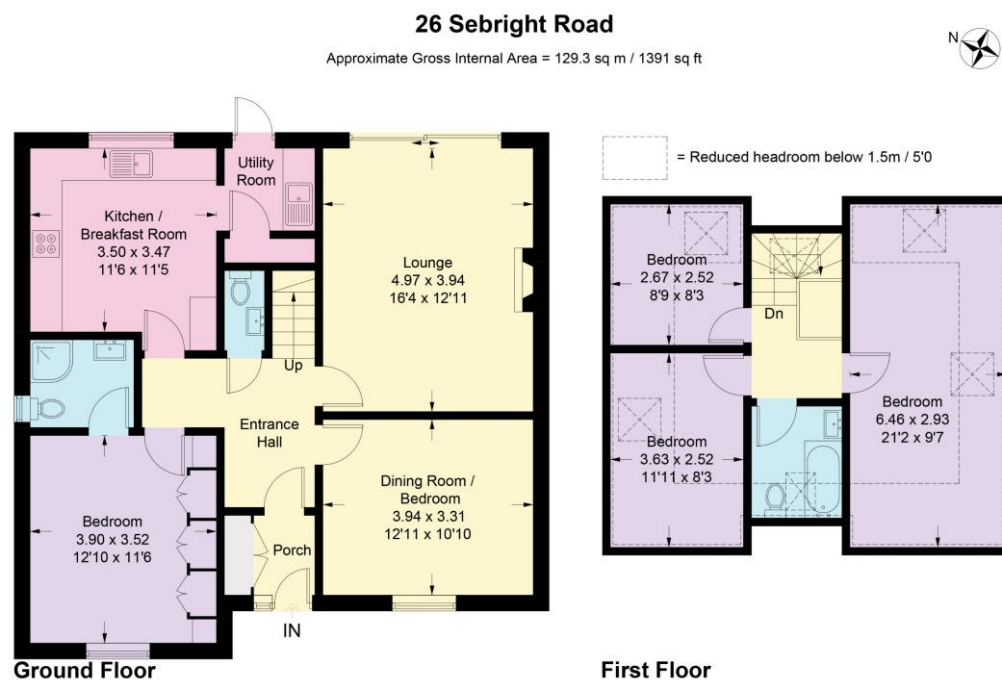 26 Sebright Road
Approximate Gross Internal Area = 129.3 sq m / 1391 sq ft
N
Utility
Room
Kitchen /
Breakfast Room
3.50 x 3.47
11'6 x 11'5
Lounge
4.97 x 3.94
16'4 x 12'11
Up
Entrance
Hall
Dining Room /
Bedroom
3.94 x 3.31
12'11 x 10'10
Bedroom
3.90 x 3.52
12'10 x 11'6
Porch
IN
Ground Floor
= Reduced headroom below 1.5m / 5'0
Bedroom
2.67 x 2.52
8'9 x 8'3
Dn
Bedroom
6.46 x 2.93
21'2 x 9'7
Bedroom
3.63 x 2.52
11'11 x 8'3
First Floor